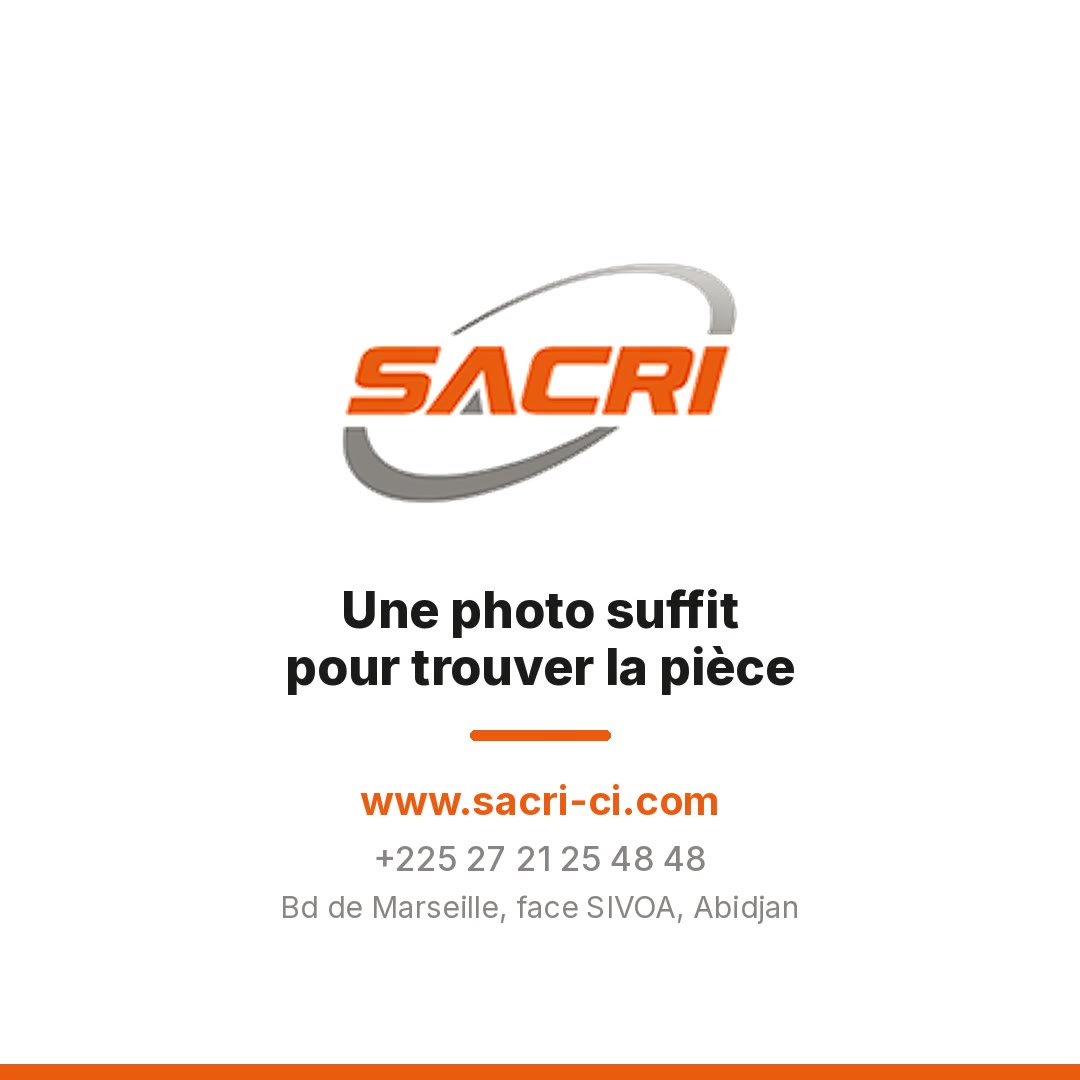 SACRI
Une photo suffit
pour trouver la pièce
www.sacri-ci.com
+225 27 21 25 48 48
Bd de Marseille, face SIVOA, Abidjan